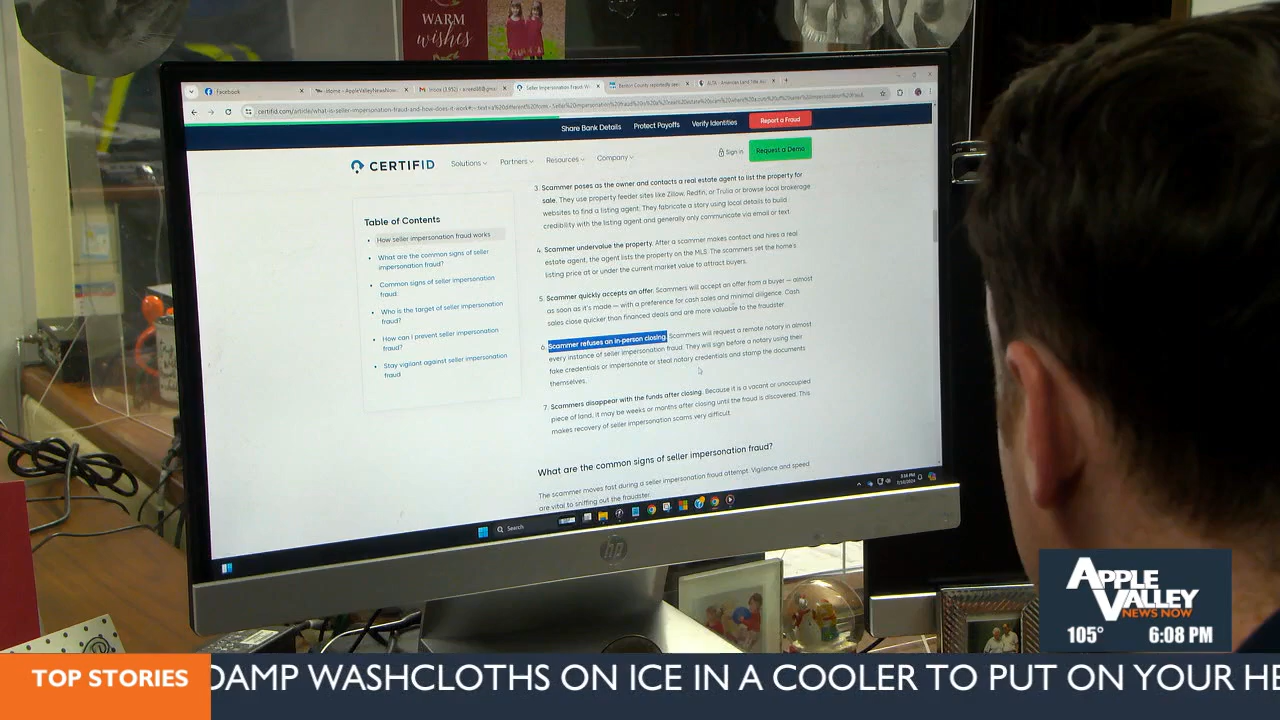 WARM
wishes
Facebook
Home - AppleValleyNewsNow
Seller Impersonation Fraud
Share Bank Details
Protect Payoffs
Verify Identities
Report a Fraud
CERTIFID
Solutions
Partners
Resources
Company
Sign in
Request a Demo
Table of Contents
How seller impersonation fraud works
What are the common signs of seller
impersonation fraud?
Common signs of seller impersonation
fraud:
Who is the target of seller impersonation
fraud?
How can I prevent seller impersonation
fraud?
Stay vigilant against seller impersonation
fraud
3. Scammer poses as the owner and contacts a real estate agent to list the property for
sale. They use property feeder sites like Zillow, Redfin, or Trulia or browse local brokerage
websites to find a listing agent. They fabricate a story using local details to build
credibility with the listing agent and generally only communicate via email or text.
4. Scammer undervalue the property. After a scammer makes contact and hires a real
estate agent, the agent lists the property on the MLS. The scammers set the home's
listing price at or under the current market value to attract buyers.
5. Scammer quickly accepts an offer. Scammers will accept an offer from a buyer — almost
as soon as it's made — with a preference for cash sales and minimal diligence. Cash
sales close quicker than financed deals and are more valuable to the fraudster.
6. Scammer refuses an in-person closing. Scammers will request a remote notary in almost
every instance of seller impersonation fraud. They will sign before a notary using their
fake credentials or impersonate or steal notary credentials and stamp the documents
themselves.
7. Scammers disappear with the funds after closing. Because it is a vacant or unoccupied
piece of land, it may be weeks or months after closing until the fraud is discovered. This
makes recovery of seller impersonation scams very difficult.
What are the common signs of seller impersonation fraud?
The scammer moves fast during a seller impersonation fraud attempt. Vigilance and speed
are vital to sniffing out the fraudster.
Search
hp
APPLE
VALLEY
NEWS NOW
105° 6:08 PM
TOP STORIES
DAMP WASHCLOTHS ON ICE IN A COOLER TO PUT ON YOUR HE